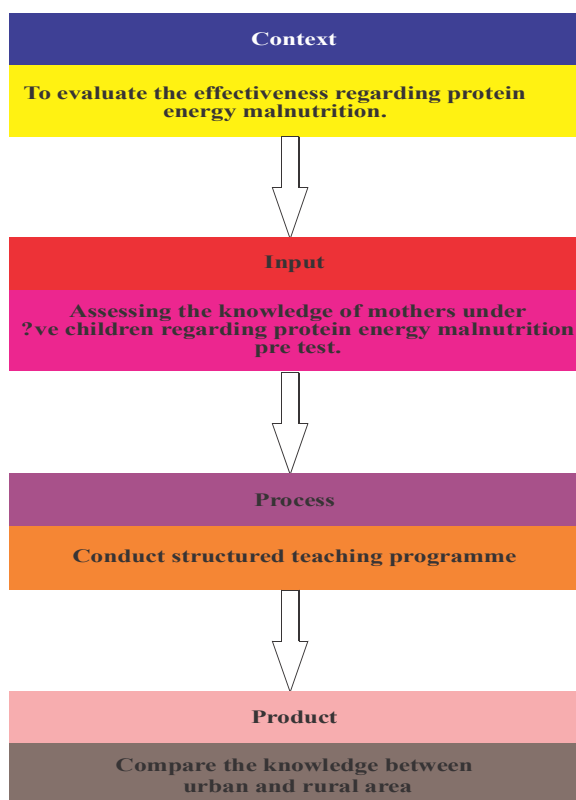 Context
To evaluate the effectiveness regarding protein
energy malnutrition.
Input
Assessing the knowledge of mothers under
?ve children regarding protein energy malnutrition
pre test.
Process
Conduct structured teaching programme
Product
Compare the knowledge between
urban and rural area